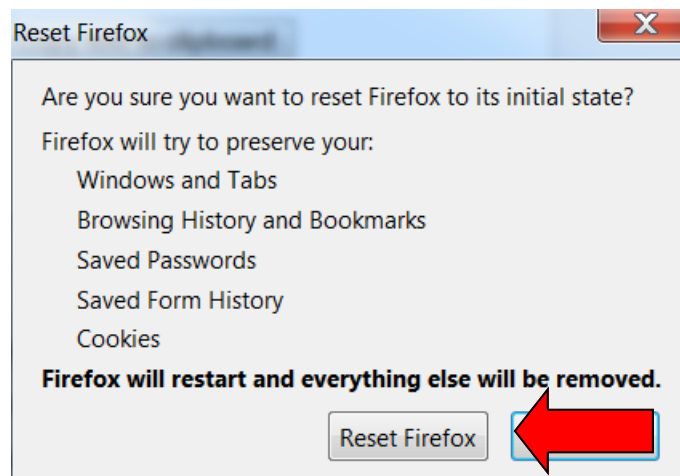 Reset Firefox
Are you sure you want to reset Firefox to its initial state?
Firefox will try to preserve your:
Windows and Tabs
Browsing History and Bookmarks
Saved Passwords
Saved Form History
Cookies
Firefox will restart and everything else will be removed.
Reset Firefox